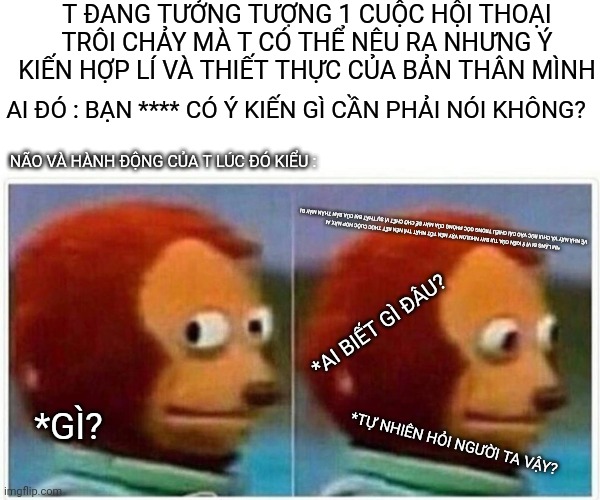 T ĐANG TƯỞNG TƯỢNG 1 CUỘC HỘI THOẠI
TRÔI CHẢY MÀ T CÓ THỂ NÊU RA NHƯNG Ý
KIẾN HỢP LÍ VÀ THIẾT THỰC CỦA BẢN THÂN MÌNH
AI ĐÓ : BẠN **** CÓ Ý KIẾN GÌ CẦN PHẢI NÓI KHÔNG?
NÃO VÀ HÀNH ĐỘNG CỦA T LÚC ĐÓ KIỂU :
*GÌ?
*AI BIẾT GÌ ĐÂU?
*TỰ NHIÊN HỎI NGƯỜI TA VẬY?
imgflip.com